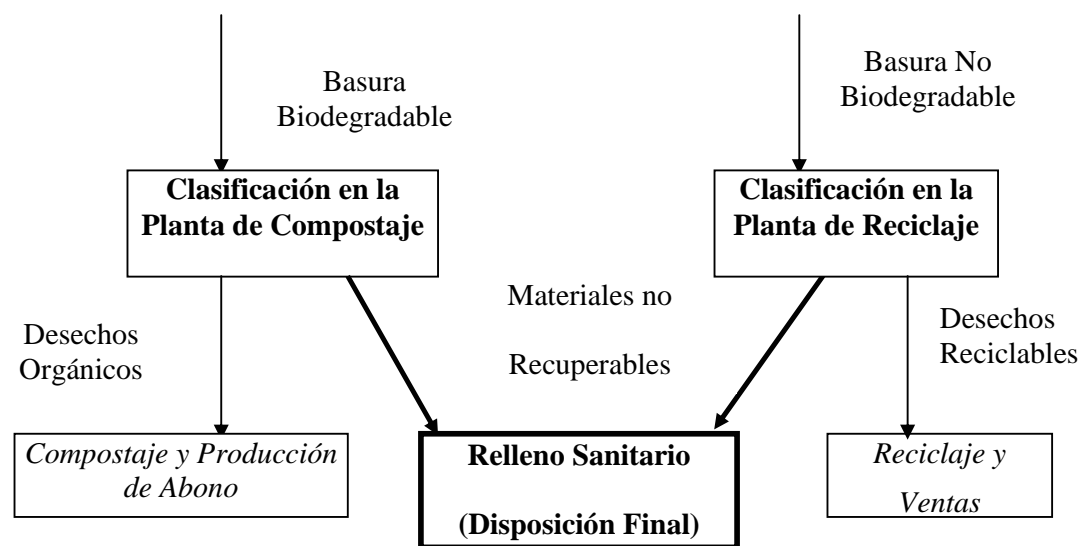 Basura
Biodegradable
Basura No
Biodegradable
Clasificación en la
Planta de Compostaje
Clasificación en la
Planta de Reciclaje
Desechos
Orgánicos
Materiales no
Recuperables
Desechos
Reciclables
Compostaje y Producción
de Abono
Relleno Sanitario
(Disposición Final)
Reciclaje y
Ventas